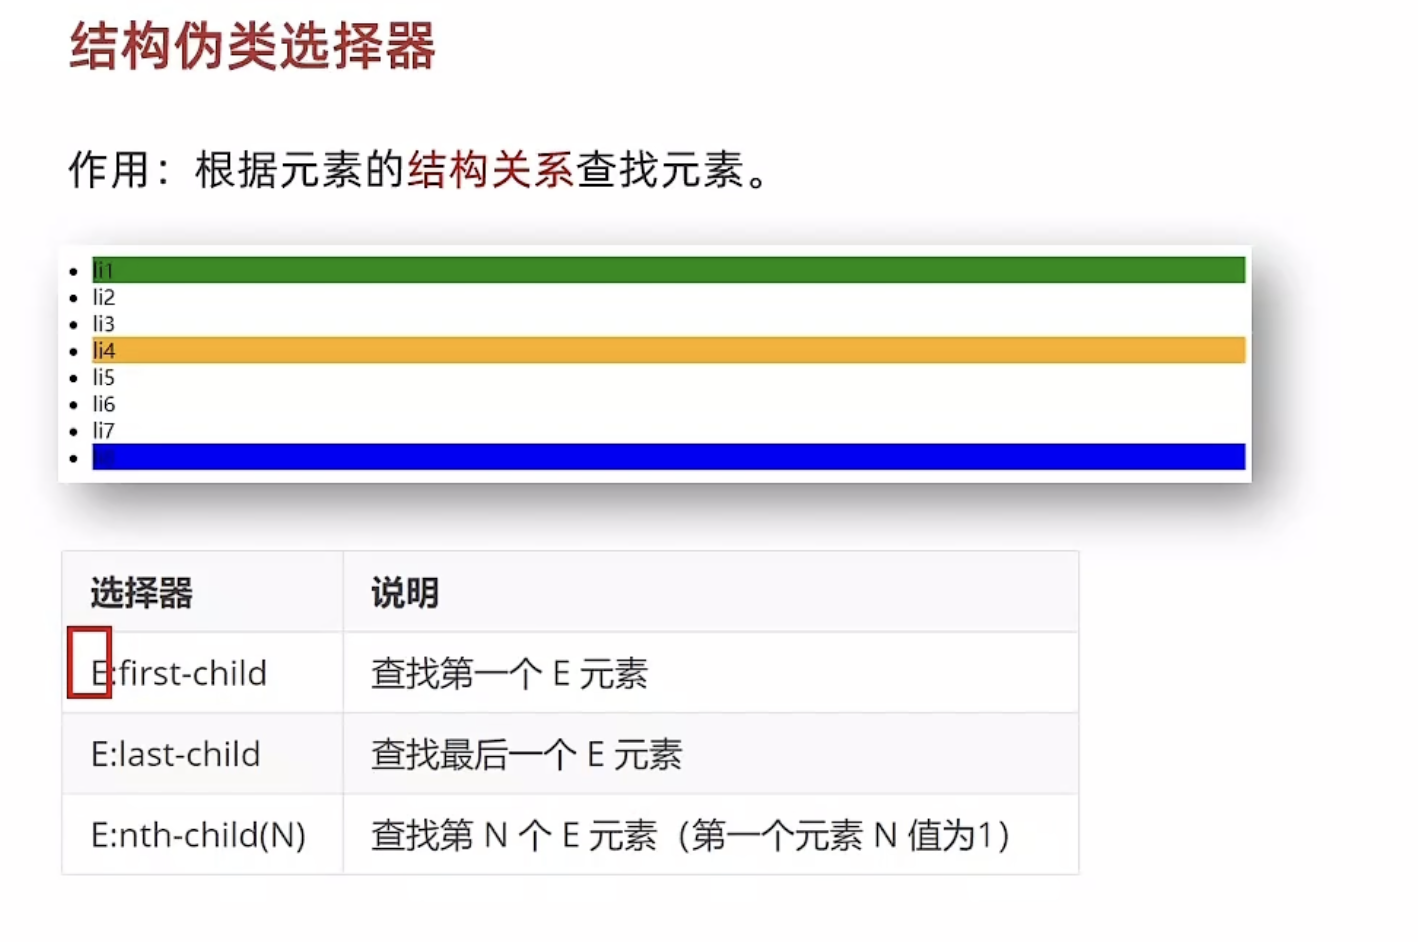 结构伪类选择器
作用：根据元素的结构关系查找元素。
li1
li2
li3
li4
li5
li6
li7
选择器 说明
E:first-child 查找第一个 E 元素
E:last-child 查找最后一个 E 元素
E:nth-child(N) 查找第 N 个 E 元素（第一个元素 N 值为1）